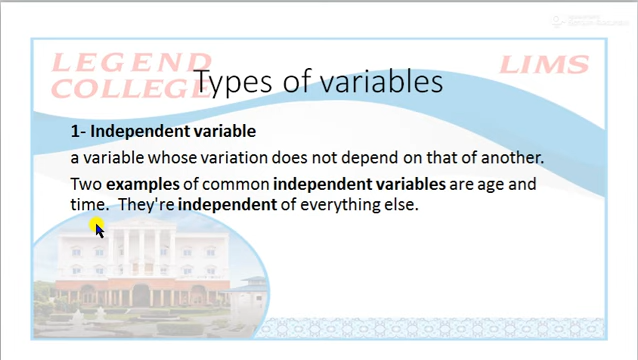 LEGEND
COLLEGE
LIMS
Types of variables
1- Independent variable
a variable whose variation does not depend on that of another.
Two examples of common independent variables are age and
time. They're independent of everything else.